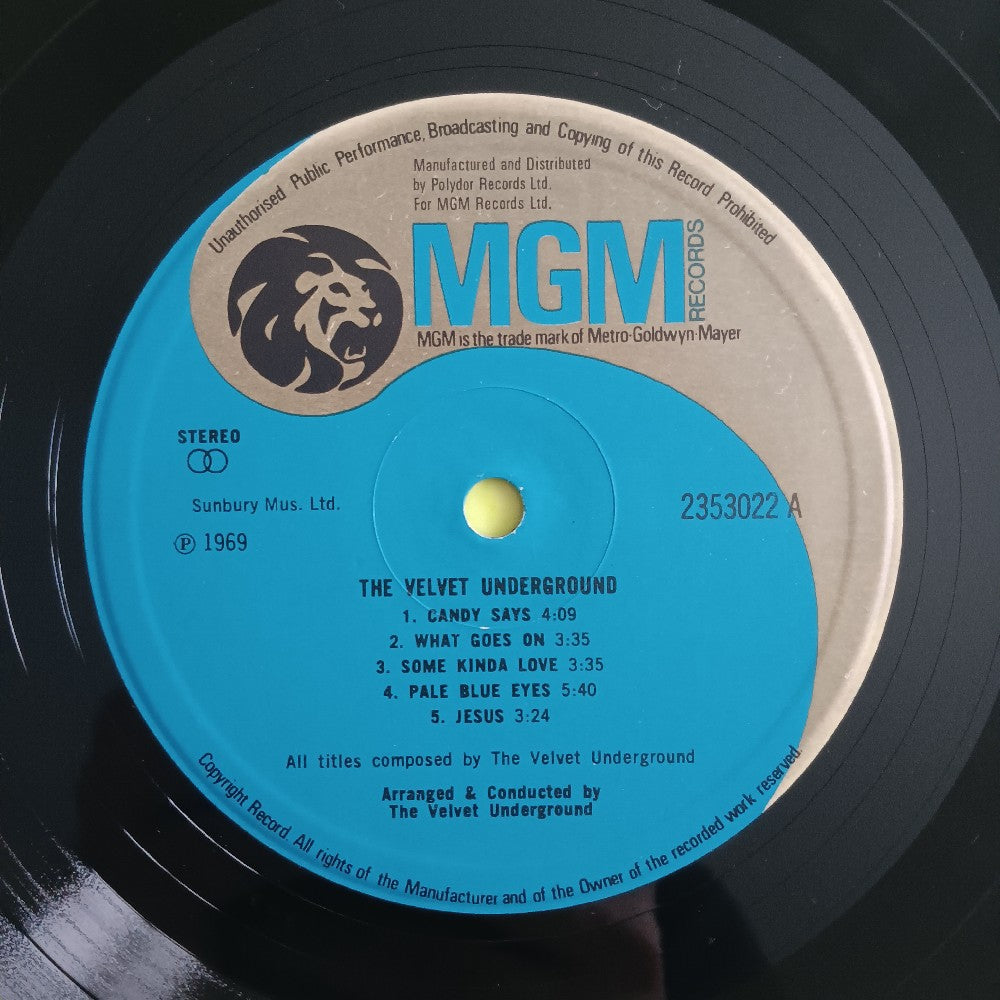 Unauthorised Public Performance, Broadcasting and Copying of this Record Prohibited
Manufactured and Distributed
by Polydor Records Ltd.
For MGM Records Ltd.
MGM
RECORDS
MGM is the trade mark of Metro-Goldwyn-Mayer
STEREO
Sunbury Mus. Ltd.
2353022 A
Ⓟ 1969
THE VELVET UNDERGROUND
1. CANDY SAYS 4:09
2. WHAT GOES ON 3:35
3. SOME KINDA LOVE 3:35
4. PALE BLUE EYES 5:40
5. JESUS 3:24
All titles composed by The Velvet Underground
Arranged & Conducted by
The Velvet Underground
Copyright Record. All rights of the Manufacturer and of the Owner of the recorded work reserved.